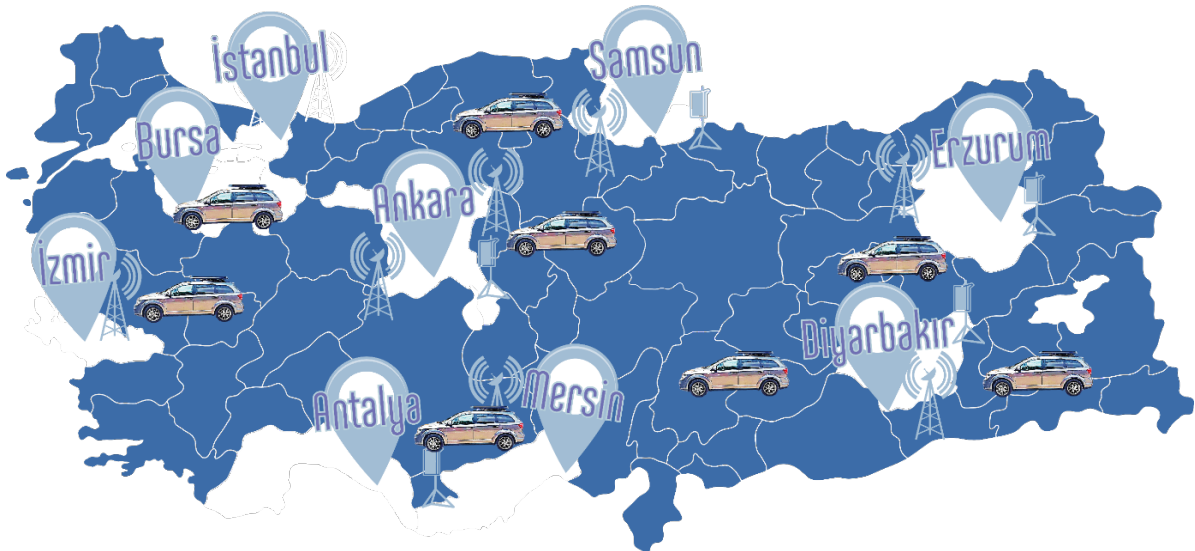 İstanbul
Samsun
Bursa
Erzurum
Ankara
İzmir
Diyarbakır
Antalya
Mersin